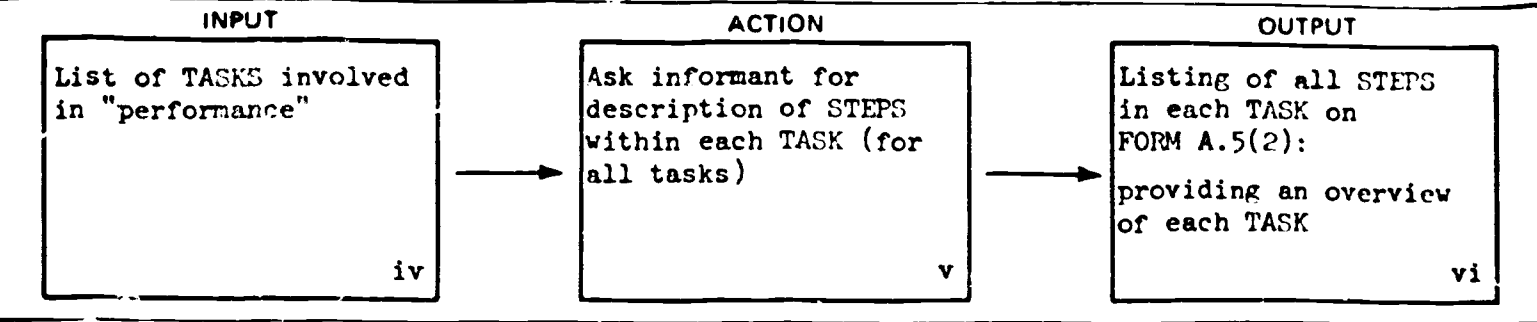 INPUT
List of TASKS involved
in "performance"
iv
ACTION
Ask informant for
description of STEPS
within each TASK (for
all tasks)
v
OUTPUT
Listing of all STEPS
in each TASK on
FORM A.5(2):
providing an overview
of each TASK
vi